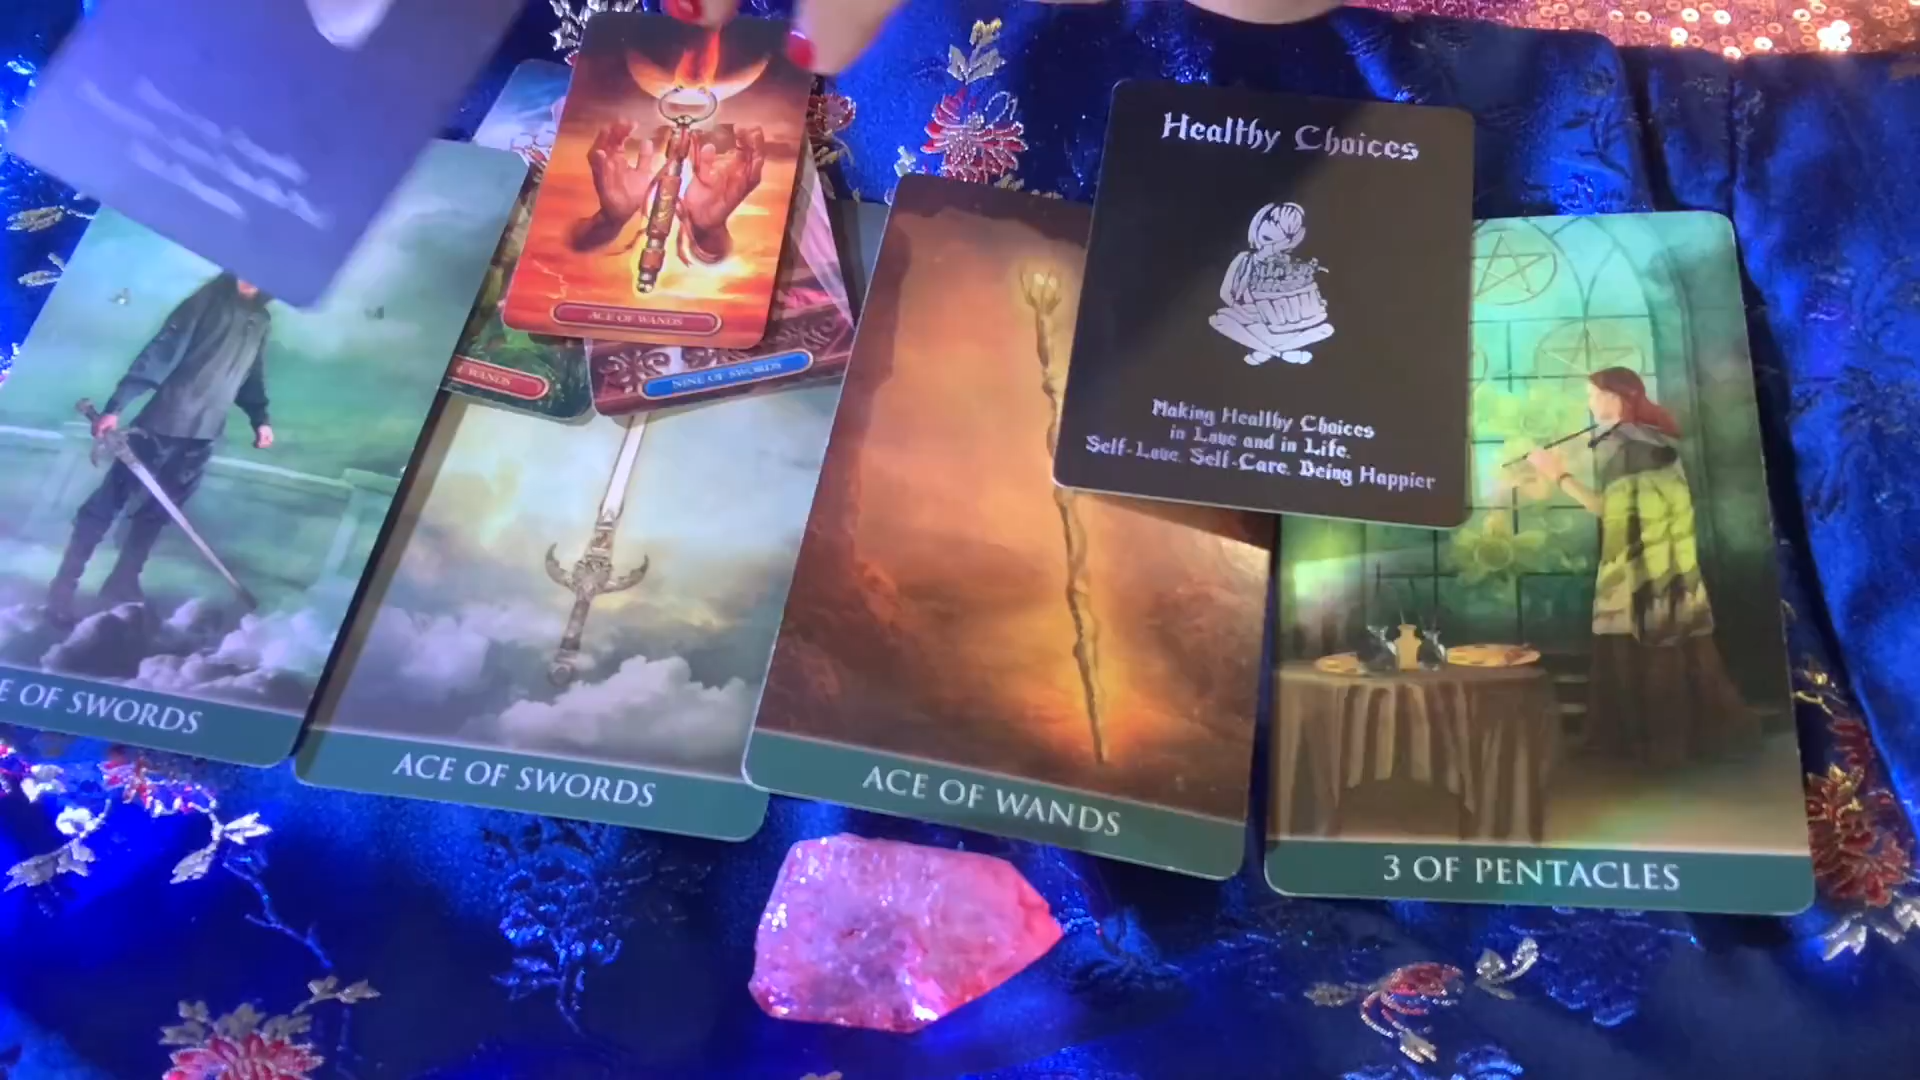 Healthy Choices
ACE OF WANDS
WANDS
NINE OF SWORDS
Making Healthy Choices
in Love and in Life.
Self-Love. Self-Care. Being Happier
E OF SWORDS
ACE OF SWORDS
ACE OF WANDS
3 OF PENTACLES